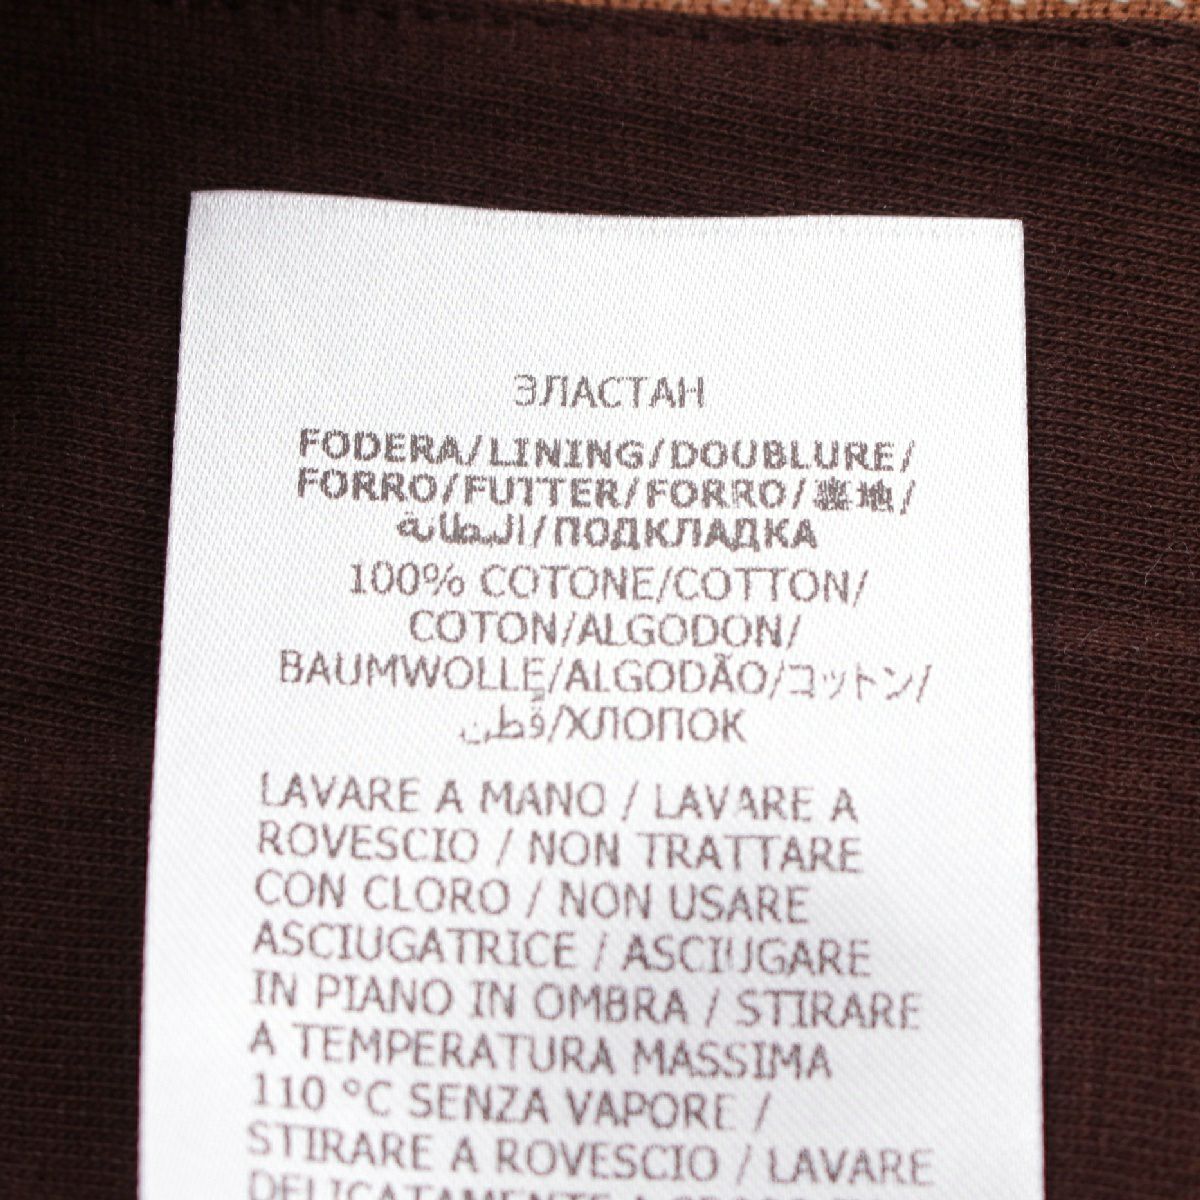 ЭЛАСТАН
FODERA/LINING/DOUBLURE/
FORRO/FUTTER/FORRO/裏地/
البطانة/ПОДКЛАДКА
100% COTONE/COTTON/
COTON/ALGODON/
BAUMWOLLE/ALGODÃO/コットン/
قطن/ХЛОПОК
LAVARE A MANO / LAVARE A
ROVESCIO / NON TRATTARE
CON CLORO / NON USARE
ASCIUGATRICE / ASCIUGARE
IN PIANO IN OMBRA / STIRARE
A TEMPERATURA MASSIMA
110 °C SENZA VAPORE /
STIRARE A ROVESCIO / LAVARE
DELICATAMENTE A